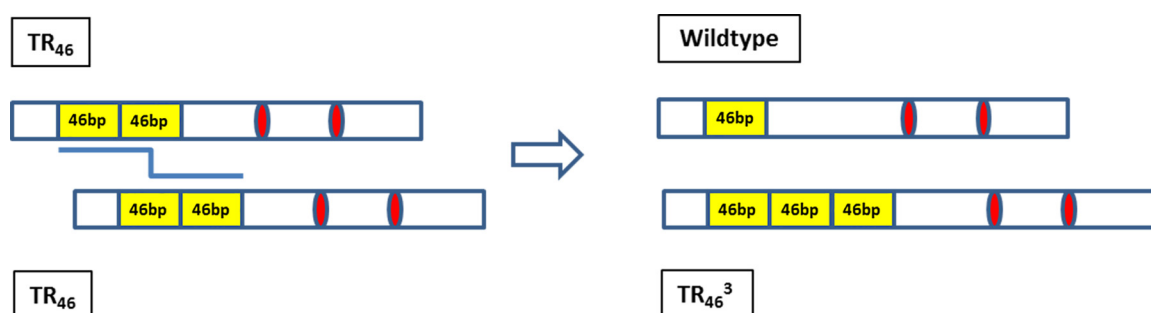 TR₄₆
Wildtype
46bp 46bp
46bp
46bp 46bp
46bp 46bp 46bp
TR₄₆
TR₄₆³